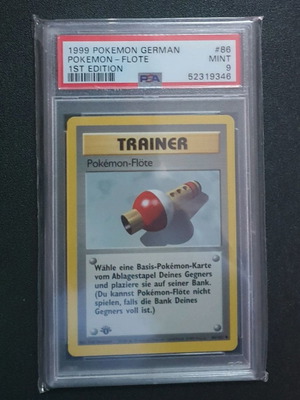 1999 POKEMON GERMAN #86
POKEMON-FLOTE MINT
1ST EDITION 9
PSA 52319346
TRAINER
Pokémon-Flöte
Wähle eine Basis-Pokémon-Karte
vom Ablagestapel Deines Gegners
und plaziere sie auf seiner Bank.
(Du kannst Pokémon-Flöte nicht
spielen, falls die Bank Deines
Gegners voll ist.)